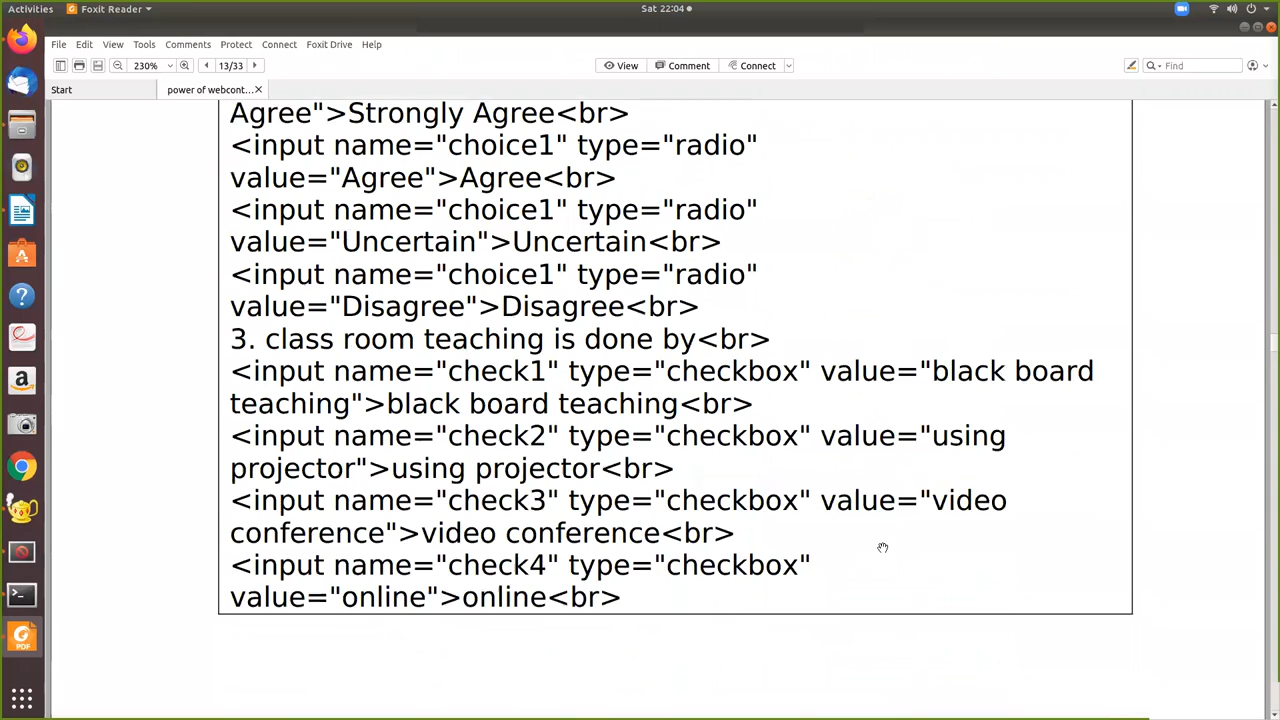 Activities
Foxit Reader
Sat 22:04
File Edit View Tools Comments Protect Connect Foxit Drive Help
230%
13/33
View
Comment
Connect
Find
Start
power of webcont...
Agree">Strongly Agree<br>
<input name="choice1" type="radio"
value="Agree">Agree<br>
<input name="choice1" type="radio"
value="Uncertain">Uncertain<br>
<input name="choice1" type="radio"
value="Disagree">Disagree<br>
3. class room teaching is done by<br>
<input name="check1" type="checkbox" value="black board
teaching">black board teaching<br>
<input name="check2" type="checkbox" value="using
projector">using projector<br>
<input name="check3" type="checkbox" value="video
conference">video conference<br>
<input name="check4" type="checkbox"
value="online">online<br>
PDF